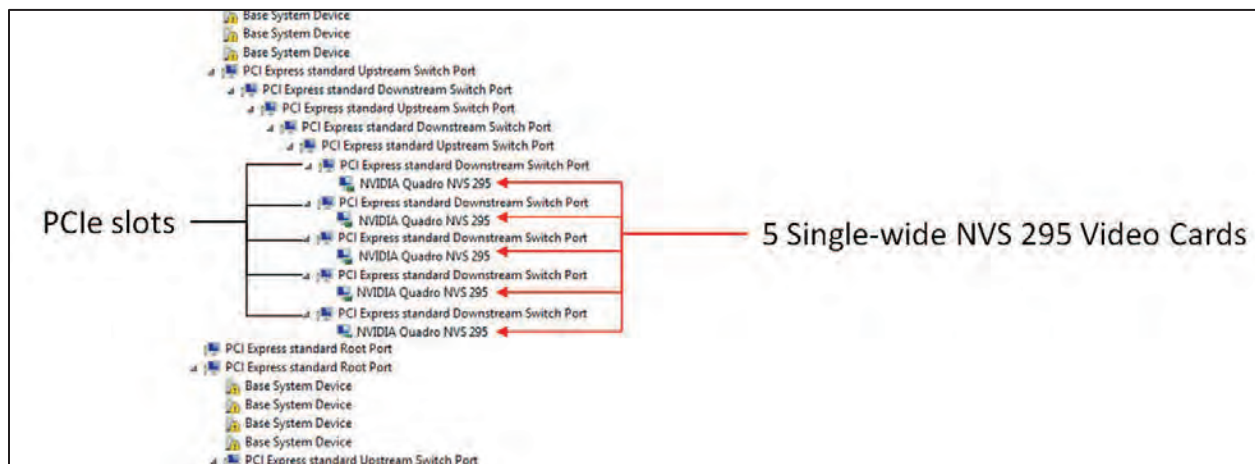 Base System Device
Base System Device
Base System Device
PCI Express standard Upstream Switch Port
PCI Express standard Downstream Switch Port
PCI Express standard Upstream Switch Port
PCI Express standard Downstream Switch Port
PCI Express standard Upstream Switch Port
PCI Express standard Downstream Switch Port
NVIDIA Quadro NVS 295
PCI Express standard Downstream Switch Port
NVIDIA Quadro NVS 295
PCIe slots
PCI Express standard Downstream Switch Port
5 Single-wide NVS 295 Video Cards
NVIDIA Quadro NVS 295
PCI Express standard Downstream Switch Port
NVIDIA Quadro NVS 295
PCI Express standard Downstream Switch Port
NVIDIA Quadro NVS 295
PCI Express standard Root Port
PCI Express standard Root Port
Base System Device
Base System Device
Base System Device
Base System Device
PCI Express standard Upstream Switch Port